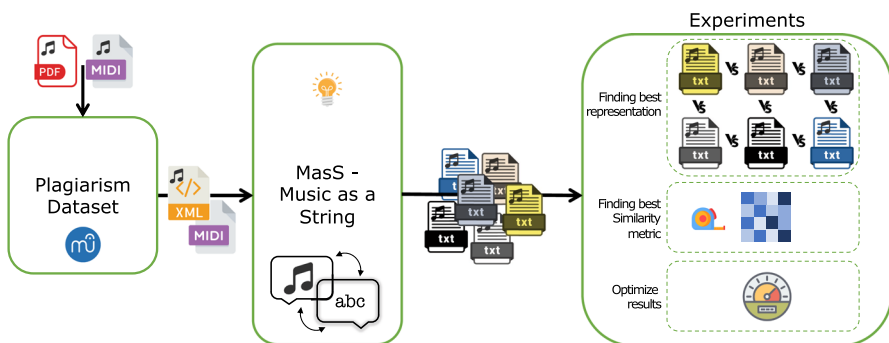 Experiments
PDF
MIDI
Plagiarism
Dataset
mu
XML
MIDI
MasS -
Music as a
String
abc
txt
txt
txt
txt
txt
txt
Finding best
representation
txt
vs
txt
vs
txt
vs
vs
vs
txt
vs
txt
vs
txt
Finding best
Similarity
metric
Optimize
results